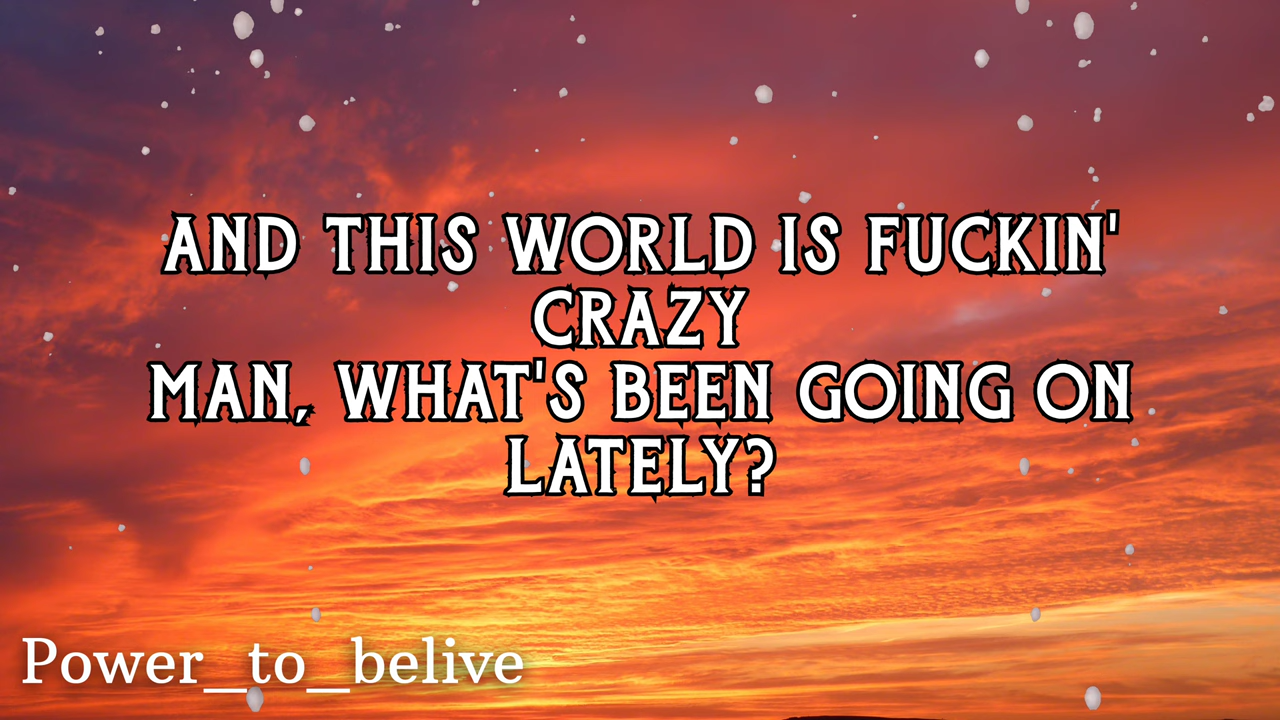 AND THIS WORLD IS FUCKIN'
CRAZY
MAN, WHAT'S BEEN GOING ON
LATELY?
Power_to_belive